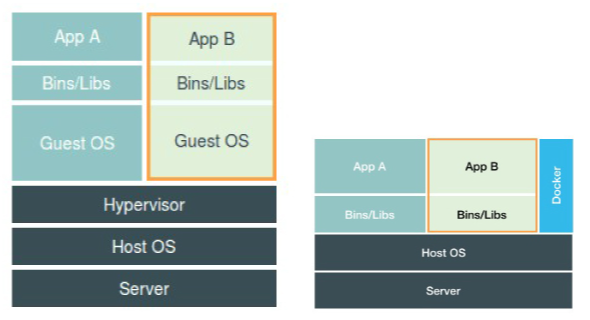 App A
App B
Bins/Libs
Bins/Libs
Guest OS
Guest OS
Hypervisor
Host OS
Server
App A
App B
Docker
Bins/Libs
Bins/Libs
Host OS
Server